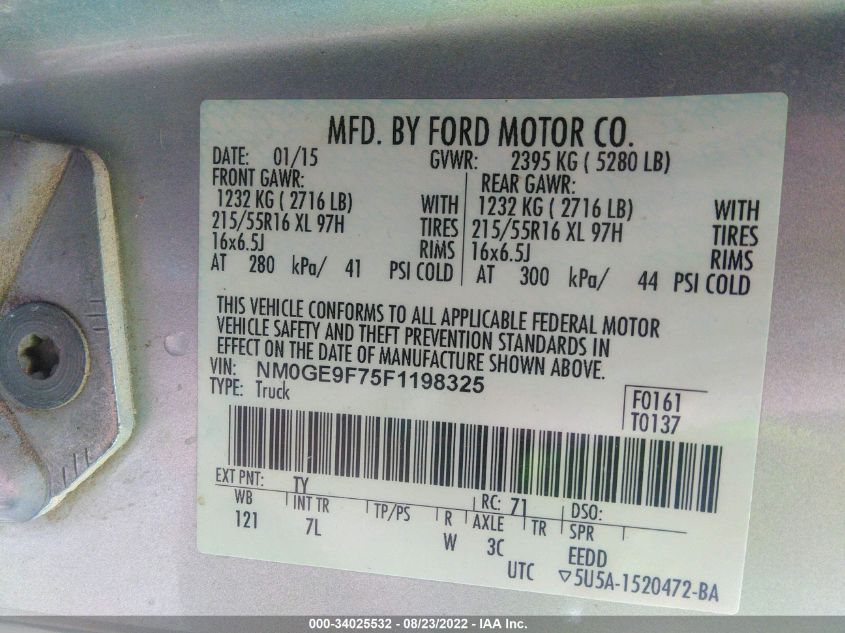 MFD. BY FORD MOTOR CO.
DATE: 01/15 GVWR: 2395 KG ( 5280 LB)
FRONT GAWR: REAR GAWR:
1232 KG ( 2716 LB) WITH 1232 KG ( 2716 LB) WITH
215/55R16 XL 97H TIRES 215/55R16 XL 97H TIRES
16x6.5J RIMS 16x6.5J RIMS
AT 280 kPa/ 41 PSI COLD AT 300 kPa/ 44 PSI COLD
THIS VEHICLE CONFORMS TO ALL APPLICABLE FEDERAL MOTOR
VEHICLE SAFETY AND THEFT PREVENTION STANDARDS IN
EFFECT ON THE DATE OF MANUFACTURE SHOWN ABOVE.
VIN: NM0GE9F75F1198325
TYPE: Truck
F0161
T0137
EXT PNT: TY RC: 71 DSO:
WB INT TR TP/PS R AXLE TR SPR
121 7L W 3C EEDD
UTC ▽5U5A-1520472-BA
000-34025532 - 08/23/2022 - IAA Inc.